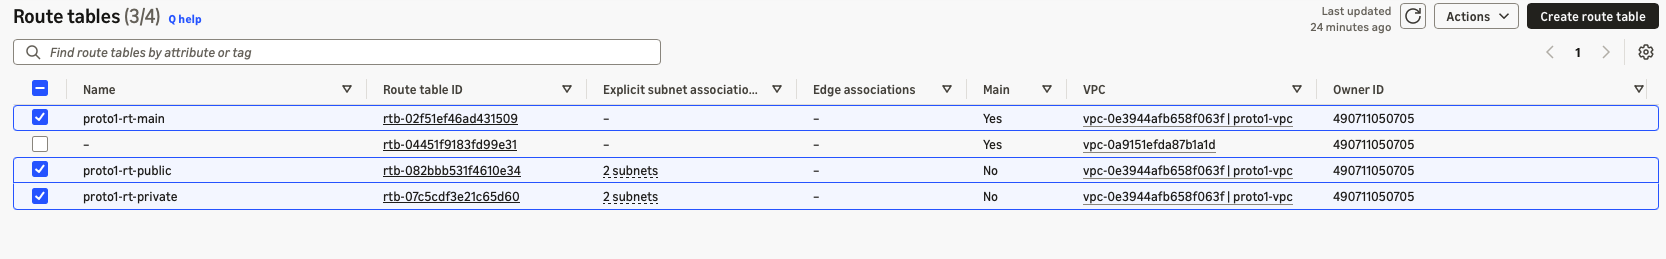 Route tables (3/4) Q help
Last updated
24 minutes ago
Actions
Create route table
Find route tables by attribute or tag
1
Name Route table ID Explicit subnet associatio... Edge associations Main VPC Owner ID
proto1-rt-main rtb-02f51ef46ad431509 – – Yes vpc-0e3944afb658f063f | proto1-vpc 490711050705
– rtb-04451f9183fd99e31 – – Yes vpc-0a9151efda87b1a1d 490711050705
proto1-rt-public rtb-082bbb531f4610e34 2 subnets – No vpc-0e3944afb658f063f | proto1-vpc 490711050705
proto1-rt-private rtb-07c5cdf3e21c65d60 2 subnets – No vpc-0e3944afb658f063f | proto1-vpc 490711050705